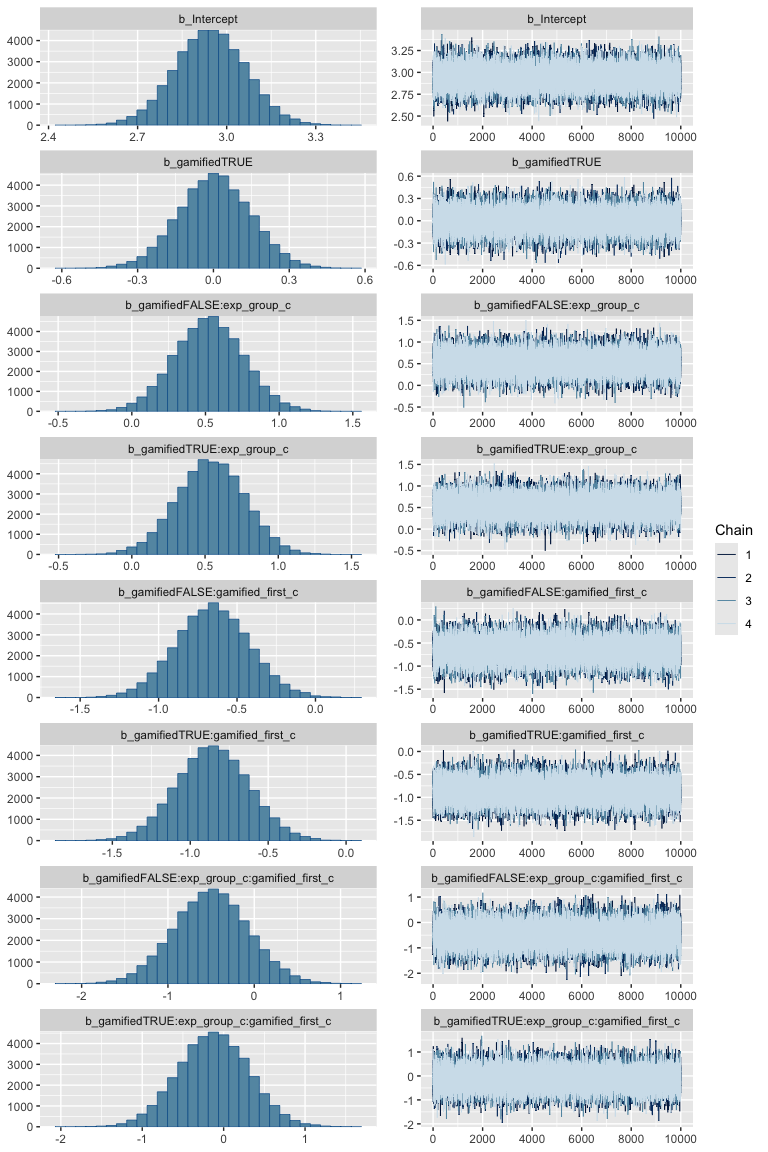 b_Intercept
4000
3000
2000
1000
0
2.4 2.7 3.0 3.3
b_Intercept
3.25
3.00
2.75
2.50
0 2000 4000 6000 8000 10000
b_gamifiedTRUE
4000
3000
2000
1000
0
-0.6 -0.3 0.0 0.3 0.6
b_gamifiedTRUE
0.6
0.3
0.0
-0.3
-0.6
0 2000 4000 6000 8000 10000
b_gamifiedFALSE:exp_group_c
4000
3000
2000
1000
0
-0.5 0.0 0.5 1.0 1.5
b_gamifiedFALSE:exp_group_c
1.5
1.0
0.5
0.0
-0.5
0 2000 4000 6000 8000 10000
b_gamifiedTRUE:exp_group_c
4000
3000
2000
1000
0
-0.5 0.0 0.5 1.0 1.5
b_gamifiedTRUE:exp_group_c
1.5
1.0
0.5
0.0
-0.5
0 2000 4000 6000 8000 10000
b_gamifiedFALSE:gamified_first_c
4000
3000
2000
1000
0
-1.5 -1.0 -0.5 0.0
b_gamifiedFALSE:gamified_first_c
0.0
-0.5
-1.0
-1.5
0 2000 4000 6000 8000 10000
b_gamifiedTRUE:gamified_first_c
4000
3000
2000
1000
0
-1.5 -1.0 -0.5 0.0
b_gamifiedTRUE:gamified_first_c
0.0
-0.5
-1.0
-1.5
0 2000 4000 6000 8000 10000
b_gamifiedFALSE:exp_group_c:gamified_first_c
4000
3000
2000
1000
0
-2 -1 0 1
b_gamifiedFALSE:exp_group_c:gamified_first_c
1
0
-1
-2
0 2000 4000 6000 8000 10000
b_gamifiedTRUE:exp_group_c:gamified_first_c
4000
3000
2000
1000
0
-2 -1 0 1
b_gamifiedTRUE:exp_group_c:gamified_first_c
1
0
-1
-2
0 2000 4000 6000 8000 10000
Chain
1
2
3
4